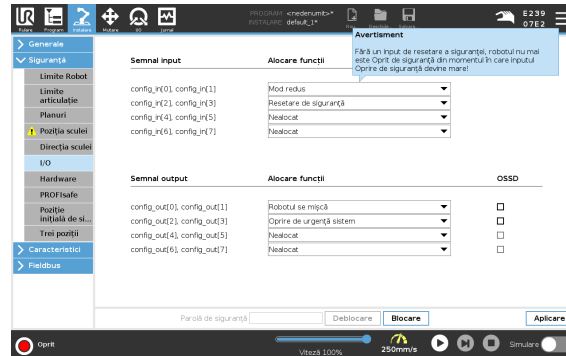 Rulare
Program
Instalare
Mutare
I/O
Jurnal
PROGRAM <nedenumit>*
INSTALARE default_1*
E239
07E2
Avertisment
Fără un input de resetare a siguranței, robotul nu mai
este Oprit de siguranță din momentul în care inputul
Oprire de siguranță devine mare!
Generale
Siguranță
Limite Robot
Limite
articulație
Planuri
Poziția sculei
Direcția sculei
I/O
Hardware
PROFIsafe
Poziție
inițială de si...
Trei poziții
Caracteristici
Fieldbus
Semnal input
Alocare funcții
config_in[0], config_in[1]
Mod redus
config_in[2], config_in[3]
Resetare de siguranță
config_in[4], config_in[5]
Nealocat
config_in[6], config_in[7]
Nealocat
Semnal output
Alocare funcții
OSSD
config_out[0], config_out[1]
Robotul se mișcă
config_out[2], config_out[3]
Oprire de urgență sistem
config_out[4], config_out[5]
Nealocat
config_out[6], config_out[7]
Nealocat
Parolă de siguranță
Deblocare
Blocare
Aplicare
Oprit
Viteză 100%
250mm/s
Simulare